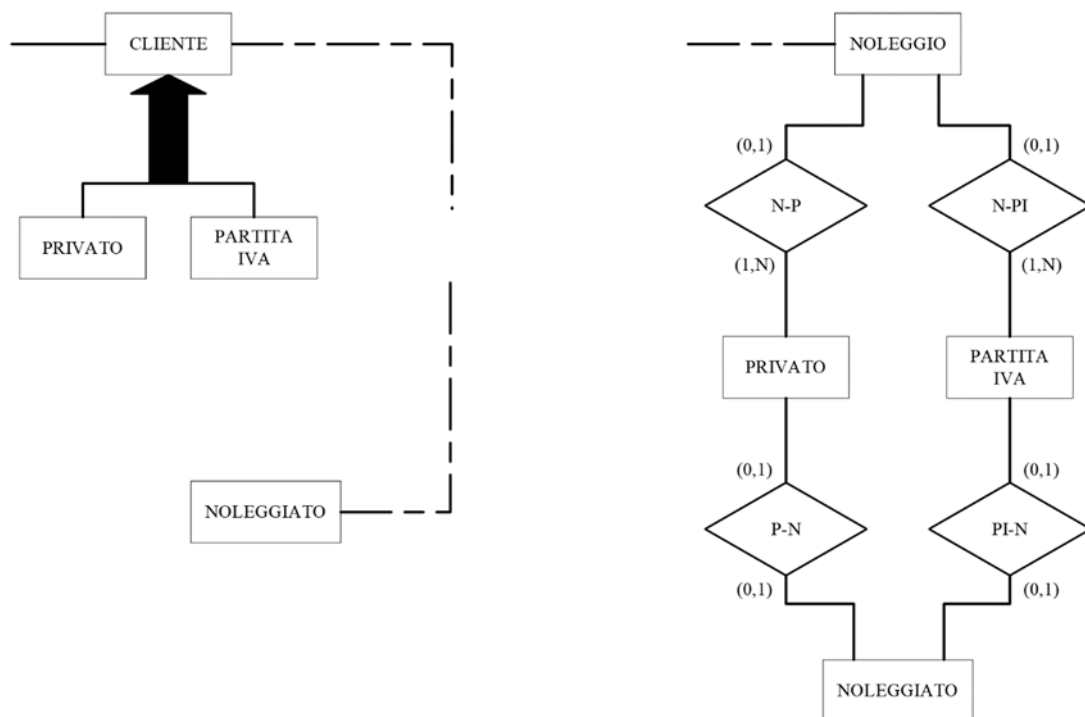 CLIENTE
PRIVATO
PARTITA
IVA
NOLEGGIATO
NOLEGGIO
(0,1)
(0,1)
N-P
N-PI
(1,N)
(1,N)
PRIVATO
PARTITA
IVA
(0,1)
(0,1)
P-N
PI-N
(0,1)
(0,1)
NOLEGGIATO